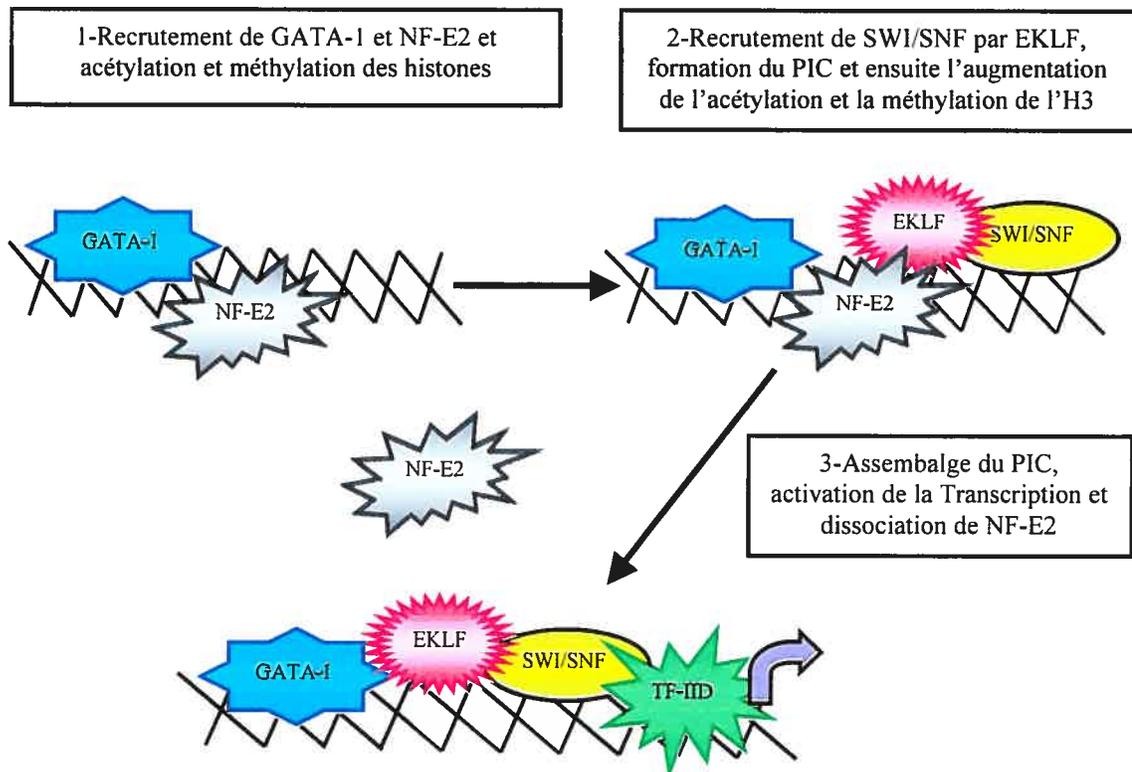 1-Recrutement de GATA-1 et NF-E2 et
acétylation et méthylation des histones
2-Recrutement de SWI/SNF par EKLF,
formation du PIC et ensuite l'augmentation
de l'acétylation et la méthylation de l'H3
GATA-1
NF-E2
GATA-1
EKLF
SWI/SNF
NF-E2
NF-E2
3-Assembalge du PIC,
activation de la Transcription et
dissociation de NF-E2
GATA-1
EKLF
SWI/SNF
TF-IID